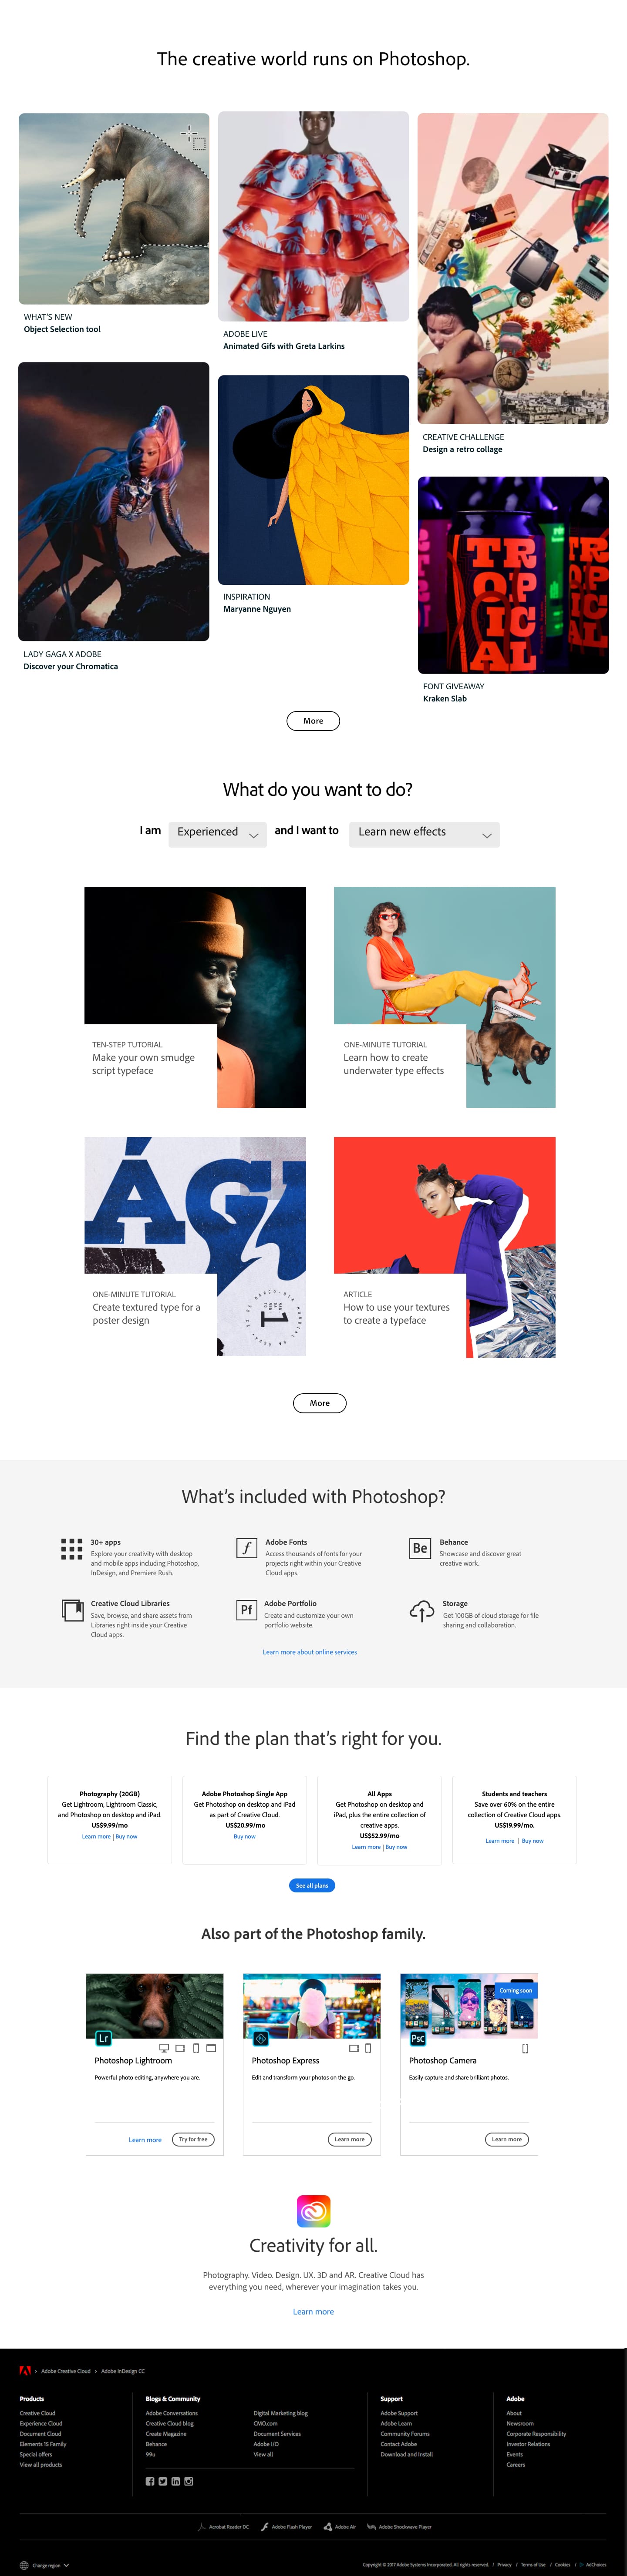 The creative world runs on Photoshop.
WHAT'S NEW
Object Selection tool
ADOBE LIVE
Animated Gifs with Greta Larkins
CREATIVE CHALLENGE
Design a retro collage
LADY GAGA X ADOBE
Discover your Chromatica
INSPIRATION
Maryanne Nguyen
TR
OP
IC
AL
FONT GIVEAWAY
Kraken Slab
More
What do you want to do?
I am Experienced and I want to Learn new effects
TEN-STEP TUTORIAL
Make your own smudge
script typeface
ONE-MINUTE TUTORIAL
Learn how to create
underwater type effects
ONE-MINUTE TUTORIAL
Create textured type for a
poster design
ARTICLE
How to use your textures
to create a typeface
More
What's included with Photoshop?
30+ apps
Explore your creativity with desktop
and mobile apps including Photoshop,
InDesign, and Premiere Rush.
Adobe Fonts
Access thousands of fonts for your
projects right within your Creative
Cloud apps.
Be
Behance
Showcase and discover great
creative work.
Creative Cloud Libraries
Save, browse, and share assets from
Libraries right inside your Creative
Cloud apps.
Pf
Adobe Portfolio
Create and customize your own
portfolio website.
Storage
Get 100GB of cloud storage for file
sharing and collaboration.
Learn more about online services
Find the plan that's right for you.
Photography (20GB)
Get Lightroom, Lightroom Classic,
and Photoshop on desktop and iPad.
US$9.99/mo
Learn more | Buy now
Adobe Photoshop Single App
Get Photoshop on desktop and iPad
as part of Creative Cloud.
US$20.99/mo
Buy now
All Apps
Get Photoshop on desktop and
iPad, plus the entire collection of
creative apps.
US$52.99/mo
Learn more | Buy now
Students and teachers
Save over 60% on the entire
collection of Creative Cloud apps.
US$19.99/mo.
Learn more | Buy now
See all plans
Also part of the Photoshop family.
Lr
Photoshop Lightroom
Powerful photo editing, anywhere you are.
Learn more
Try for free
Photoshop Express
Edit and transform your photos on the go.
Learn more
Coming soon
Psc
Photoshop Camera
Easily capture and share brilliant photos.
Learn more
Creativity for all.
Photography. Video. Design. UX. 3D and AR. Creative Cloud has
everything you need, wherever your imagination takes you.
Learn more
Adobe Creative Cloud > Adobe InDesign CC
Products
Creative Cloud
Experience Cloud
Document Cloud
Elements 15 Family
Special offers
View all products
Blogs & Community
Adobe Conversations
Creative Cloud blog
Create Magazine
Behance
99u
Digital Marketing blog
CMO.com
Document Services
Adobe I/O
View all
Support
Adobe Support
Adobe Learn
Community Forums
Contact Adobe
Download and Install
Adobe
About
Newsroom
Corporate Responsibility
Investor Relations
Events
Careers
Acrobat Reader DC
Adobe Flash Player
Adobe Air
Adobe Shockwave Player
Change region
Copyright © 2017 Adobe Systems Incorporated. All rights reserved. / Privacy / Terms of Use / Cookies / AdChoices